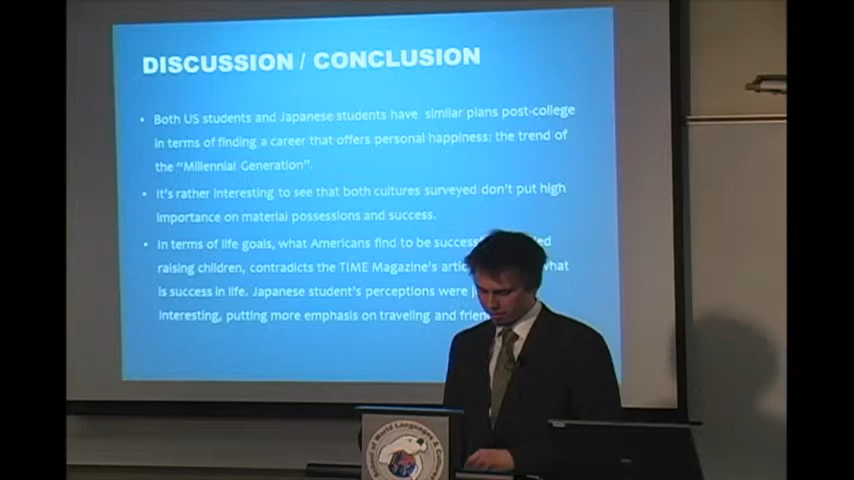 DISCUSSION / CONCLUSION
• Both US students and Japanese students have similar plans post-college
in terms of finding a career that offers personal happiness: the trend of
the "Millennial Generation".
• It's rather interesting to see that both cultures surveyed don't put high
importance on material possessions and success.
• In terms of life goals, what Americans find to be
raising children, contradicts the TIME Magazine's what
is success in life. Japanese student's perceptions were
interesting, putting more emphasis on traveling and
School of World Languages &